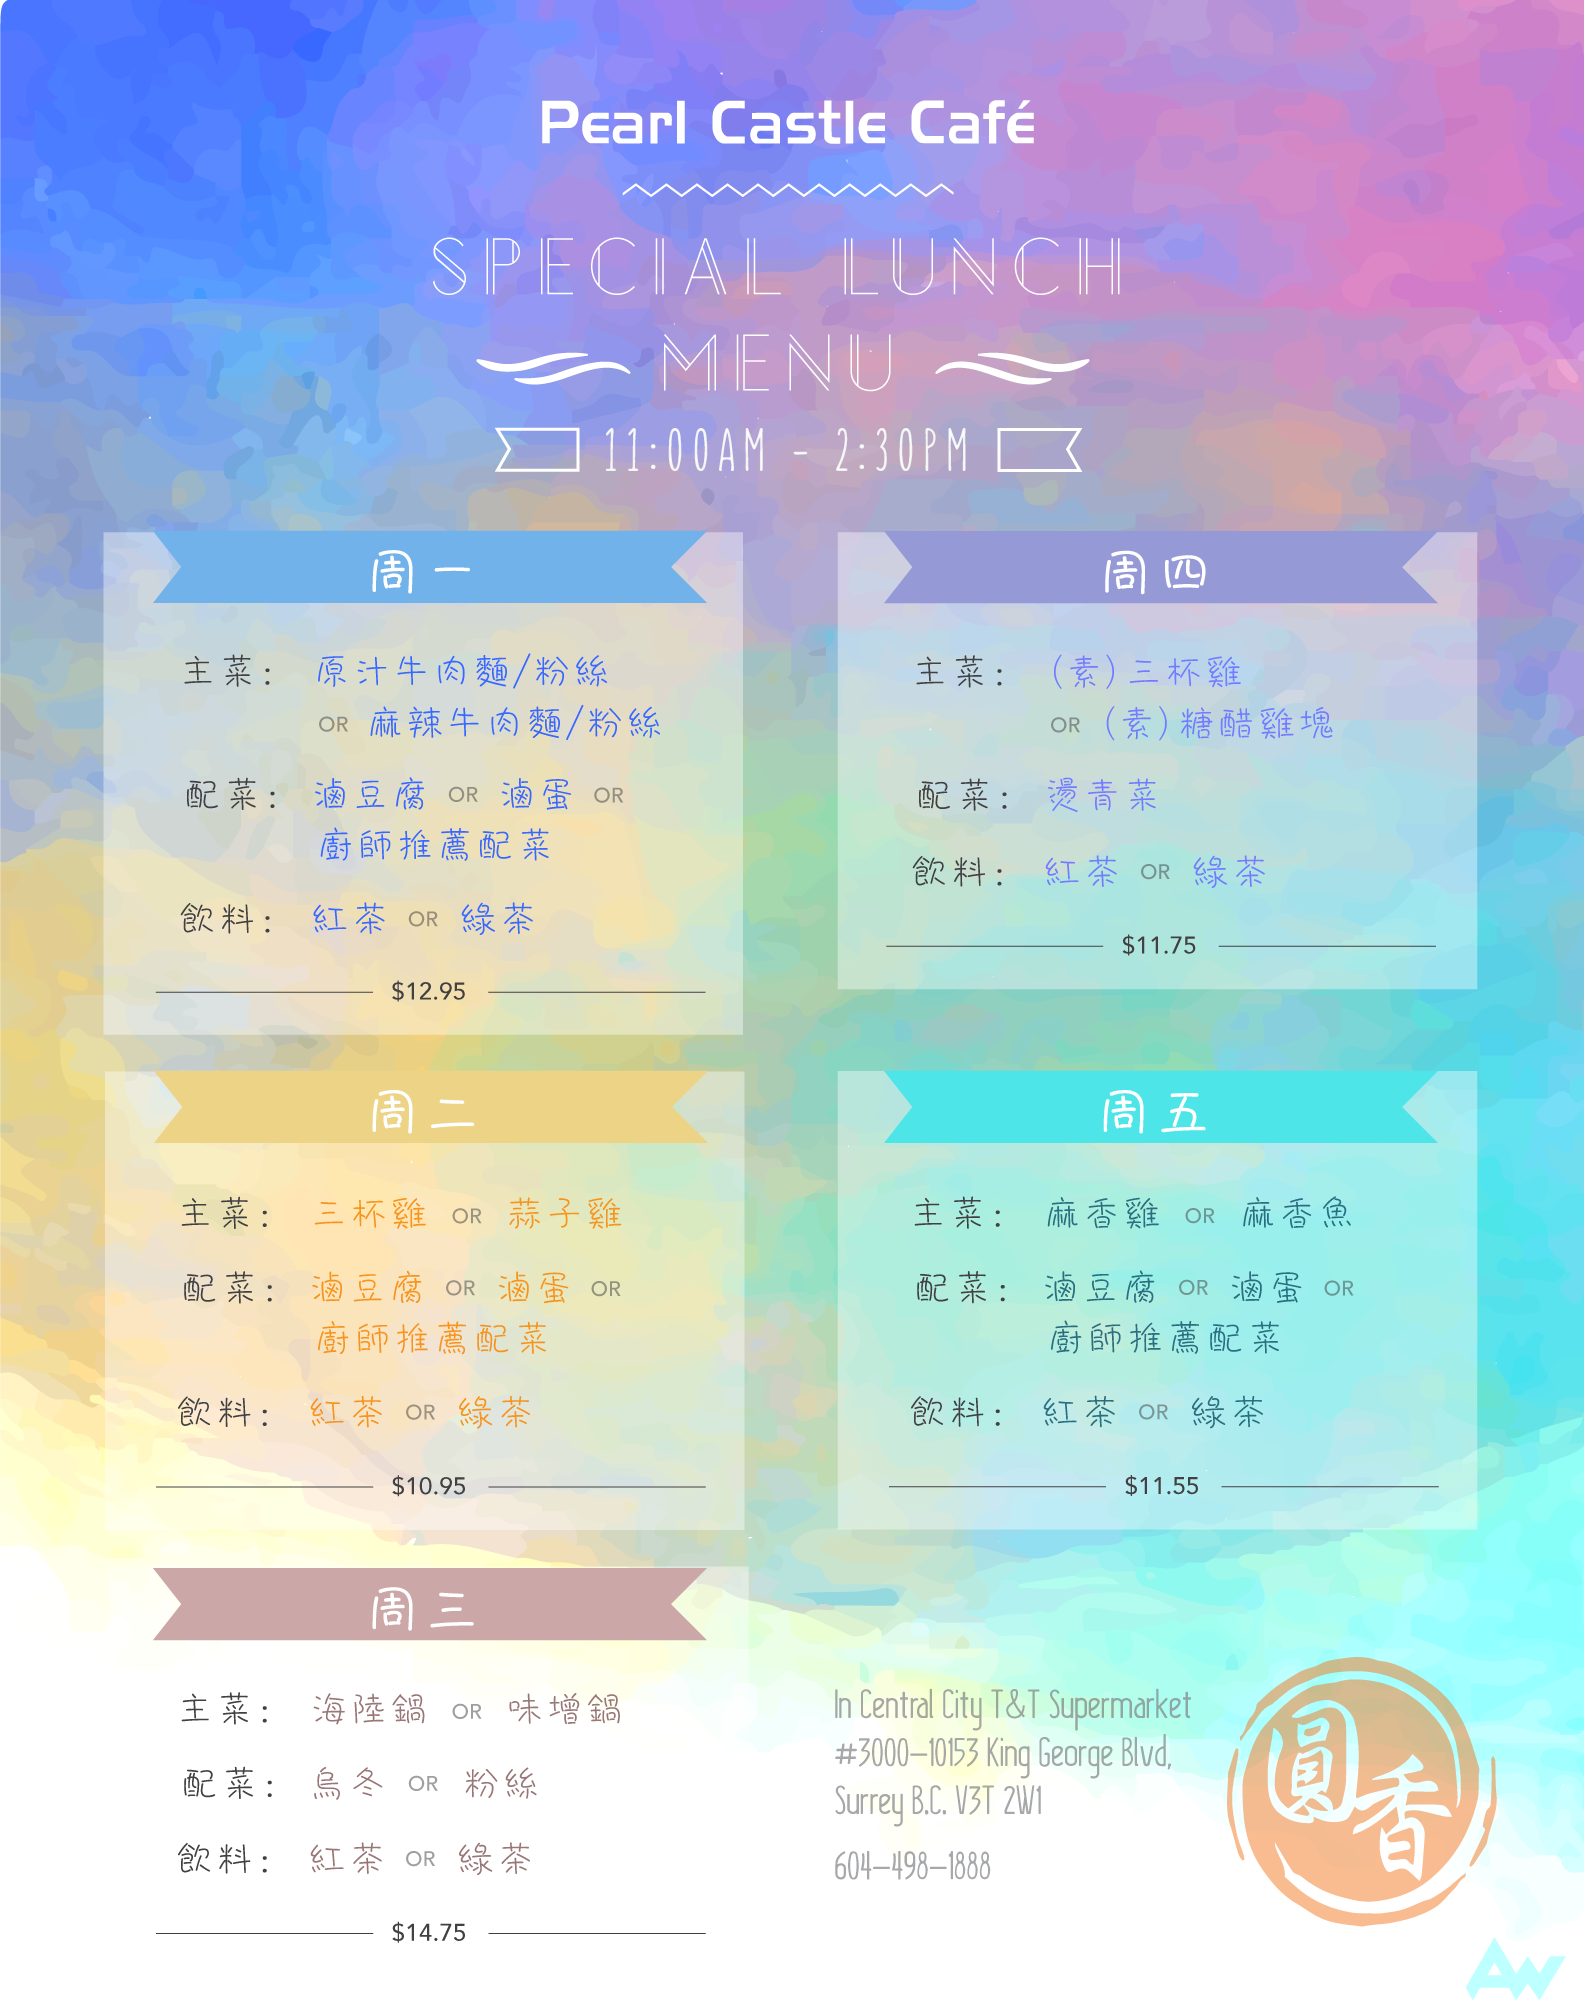 Pearl Castle Café
SPECIAL LUNCH
MENU
11:00AM - 2:30PM
周一
主菜: 原汁牛肉麵/粉絲
OR 麻辣牛肉麵/粉絲
配菜: 滷豆腐 OR 滷蛋 OR
廚師推薦配菜
飲料: 紅茶 OR 綠茶
$12.95
周二
主菜: 三杯雞 OR 蒜子雞
配菜: 滷豆腐 OR 滷蛋 OR
廚師推薦配菜
飲料: 紅茶 OR 綠茶
$10.95
周三
主菜: 海陸鍋 OR 味增鍋
配菜: 烏冬 OR 粉絲
飲料: 紅茶 OR 綠茶
$14.75
周四
主菜: (素)三杯雞
OR (素)糖醋雞塊
配菜: 燙青菜
飲料: 紅茶 OR 綠茶
$11.75
周五
主菜: 麻香雞 OR 麻香魚
配菜: 滷豆腐 OR 滷蛋 OR
廚師推薦配菜
飲料: 紅茶 OR 綠茶
$11.55
In Central City T&T Supermarket
#3000-10153 King George Blvd,
Surrey B.C. V3T 2W1
604-498-1888
圓香
AW